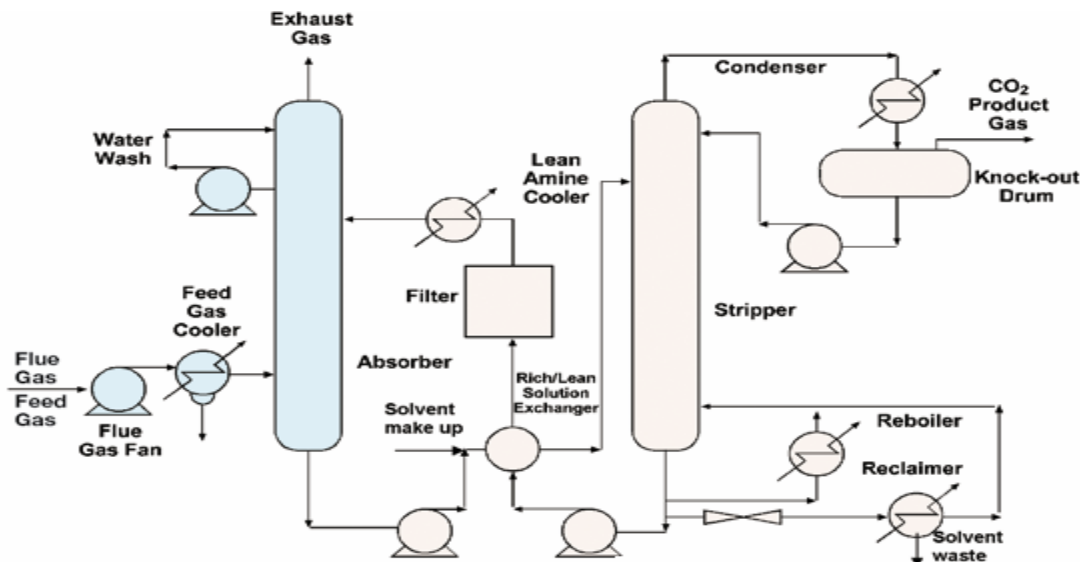 Exhaust
Gas
Condenser
CO₂
Product
Gas
Water
Wash
Lean
Amine
Cooler
Knock-out
Drum
Feed
Gas
Cooler
Filter
Stripper
Flue
Gas
Feed
Gas
Absorber
Rich/Lean
Solution
Exchanger
Solvent
make up
Flue
Gas Fan
Reboiler
Reclaimer
Solvent
waste